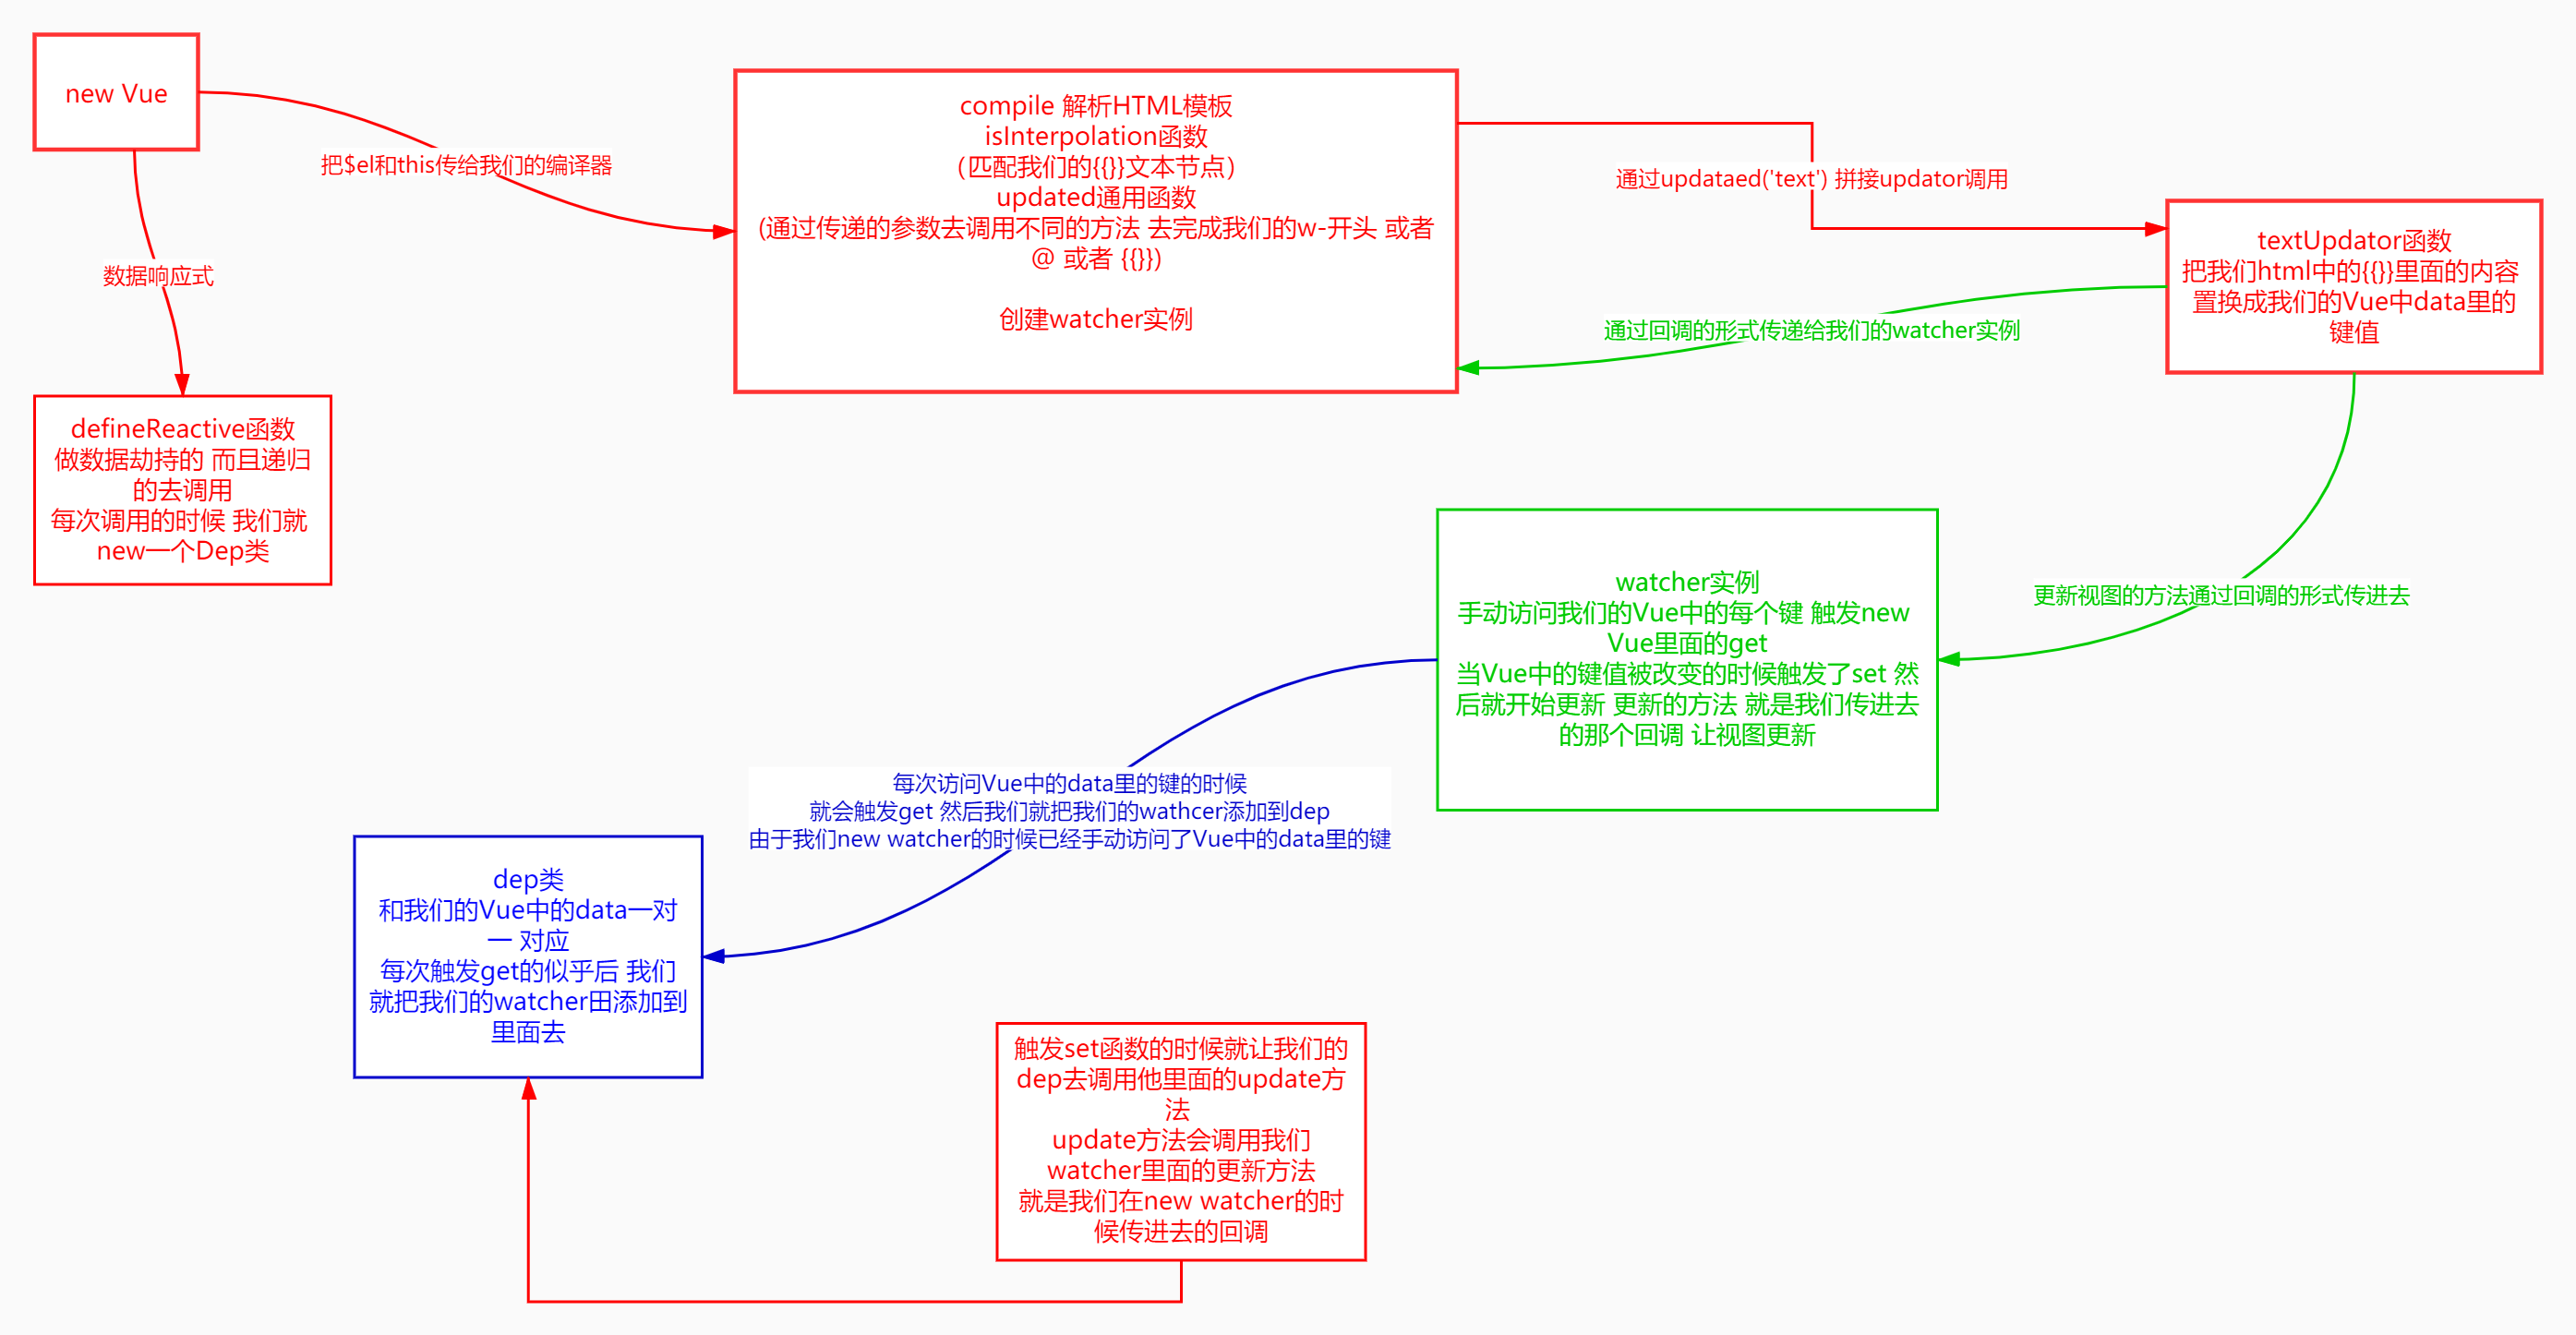 new Vue
把$el和this传给我们的编译器
数据响应式
compile 解析HTML模板
isInterpolation函数
（匹配我们的{{}}文本节点）
updated通用函数
(通过传递的参数去调用不同的方法 去完成我们的w-开头 或者
@ 或者 {{}})
创建watcher实例
通过updataed('text') 拼接updator调用
textUpdator函数
把我们html中的{{}}里面的内容
置换成我们的Vue中data里的
键值
通过回调的形式传递给我们的watcher实例
defineReactive函数
做数据劫持的 而且递归
的去调用
每次调用的时候 我们就
new一个Dep类
更新视图的方法通过回调的形式传进去
watcher实例
手动访问我们的Vue中的每个键 触发new
Vue里面的get
当Vue中的键值被改变的时候触发了set 然
后就开始更新 更新的方法 就是我们传进去
的那个回调 让视图更新
每次访问Vue中的data里的键的时候
就会触发get 然后我们就把我们的wathcer添加到dep
由于我们new watcher的时候已经手动访问了Vue中的data里的键
dep类
和我们的Vue中的data一对
一 对应
每次触发get的似乎后 我们
就把我们的watcher田添加到
里面去
触发set函数的时候就让我们的
dep去调用他里面的update方
法
update方法会调用我们
watcher里面的更新方法
就是我们在new watcher的时
候传进去的回调